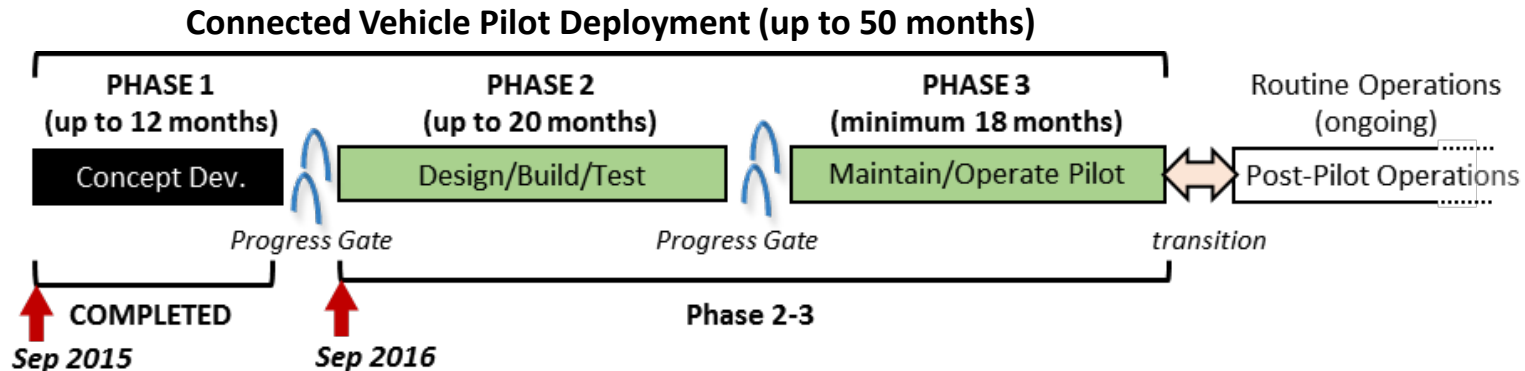 Connected Vehicle Pilot Deployment (up to 50 months)
PHASE 1
(up to 12 months)
PHASE 2
(up to 20 months)
PHASE 3
(minimum 18 months)
Routine Operations
(ongoing)
Concept Dev.
Design/Build/Test
Maintain/Operate Pilot
Post-Pilot Operations
Progress Gate
Progress Gate
transition
COMPLETED
Phase 2-3
Sep 2015
Sep 2016